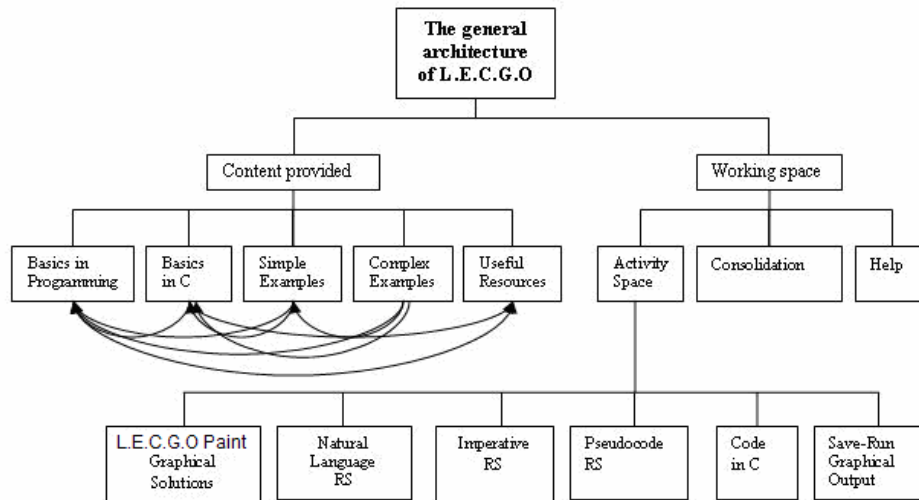 The general
architecture
of L.E.C.G.O
Content provided
Working space
Basics in
Programming
Basics
in C
Simple
Examples
Complex
Examples
Useful
Resources
Activity
Space
Consolidation
Help
L.E.C.G.O Paint
Graphical
Solutions
Natural
Language
RS
Imperative
RS
Pseudocode
RS
Code
in C
Save-Run
Graphical
Output